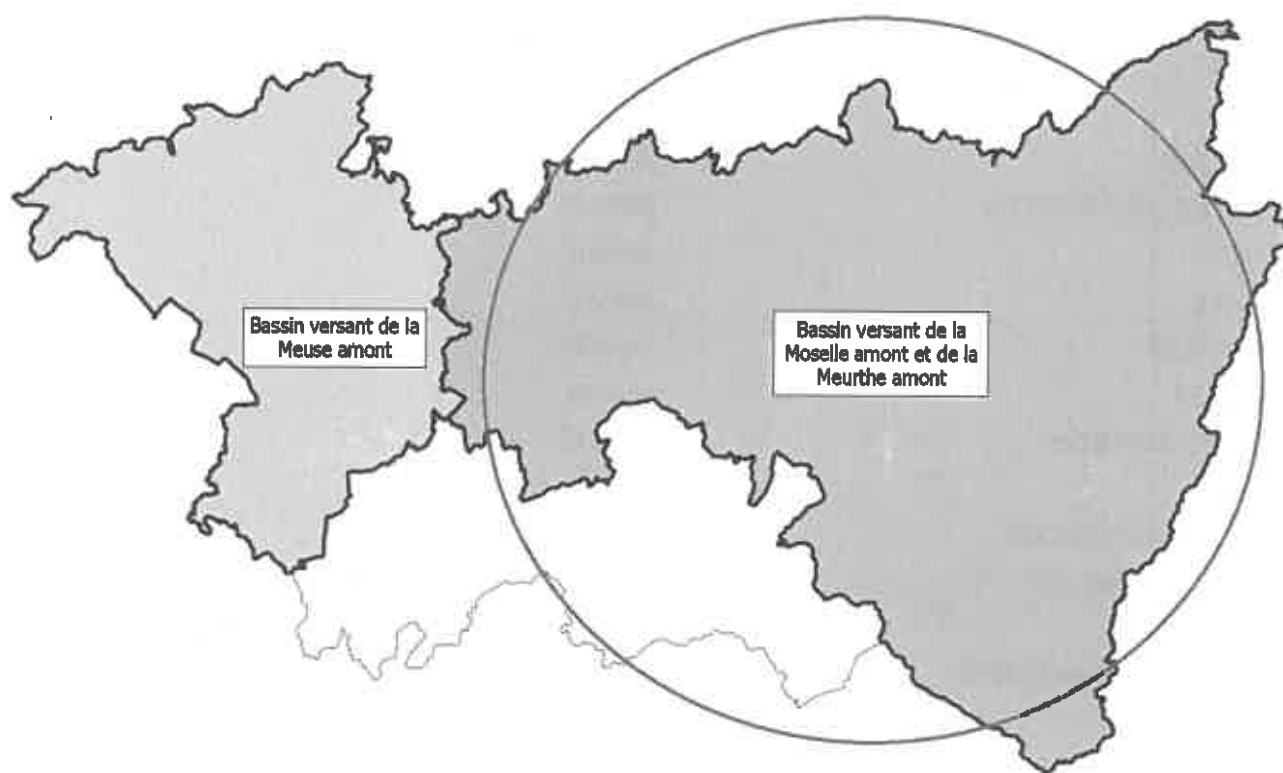 Bassin versant de la
Meuse amont
Bassin versant de la
Moselle amont et de la
Meurthe amont